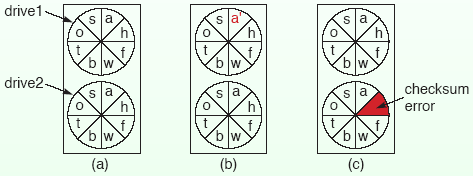 drive1
s a s a' s a
o h o h o h
t f t f t f
b w b w b w
drive2
s a s a s a
o h o h o
checksum
error
t f t f t f
b w b w b w
(a) (b) (c)